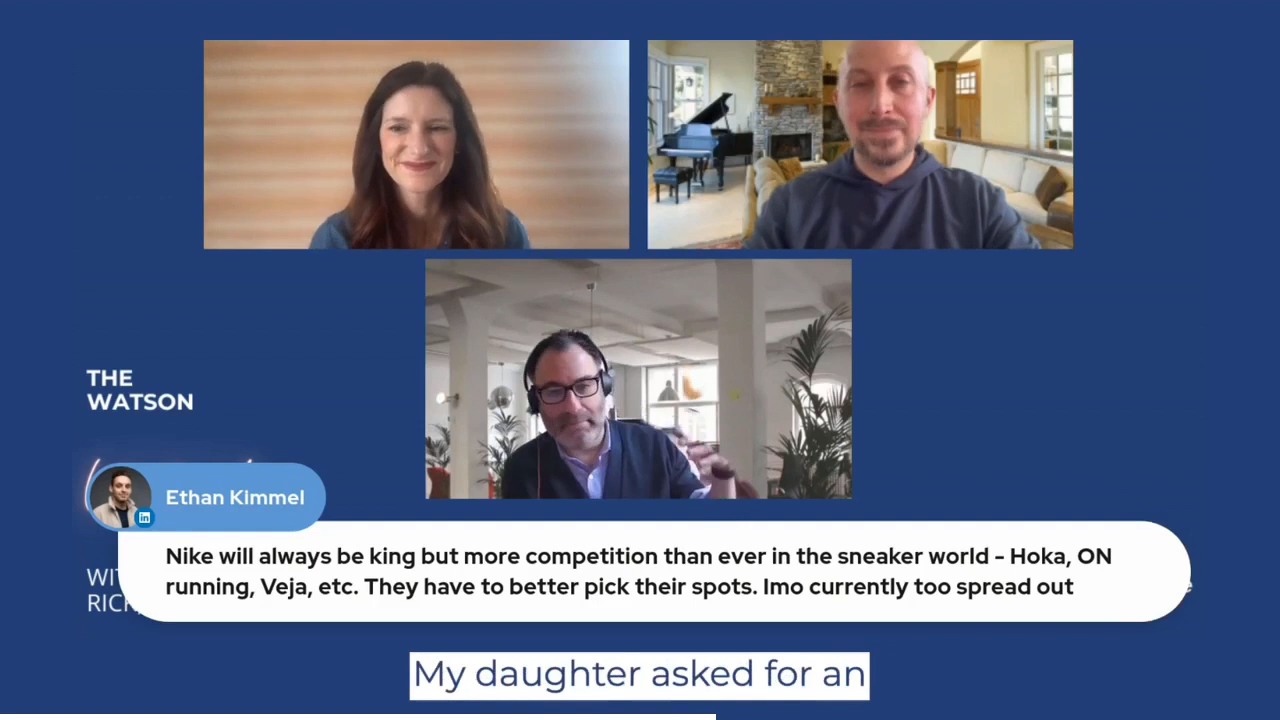 THE
WATSON
in
Ethan Kimmel
Nike will always be king but more competition than ever in the sneaker world - Hoka, ON
running, Veja, etc. They have to better pick their spots. Imo currently too spread out
My daughter asked for an